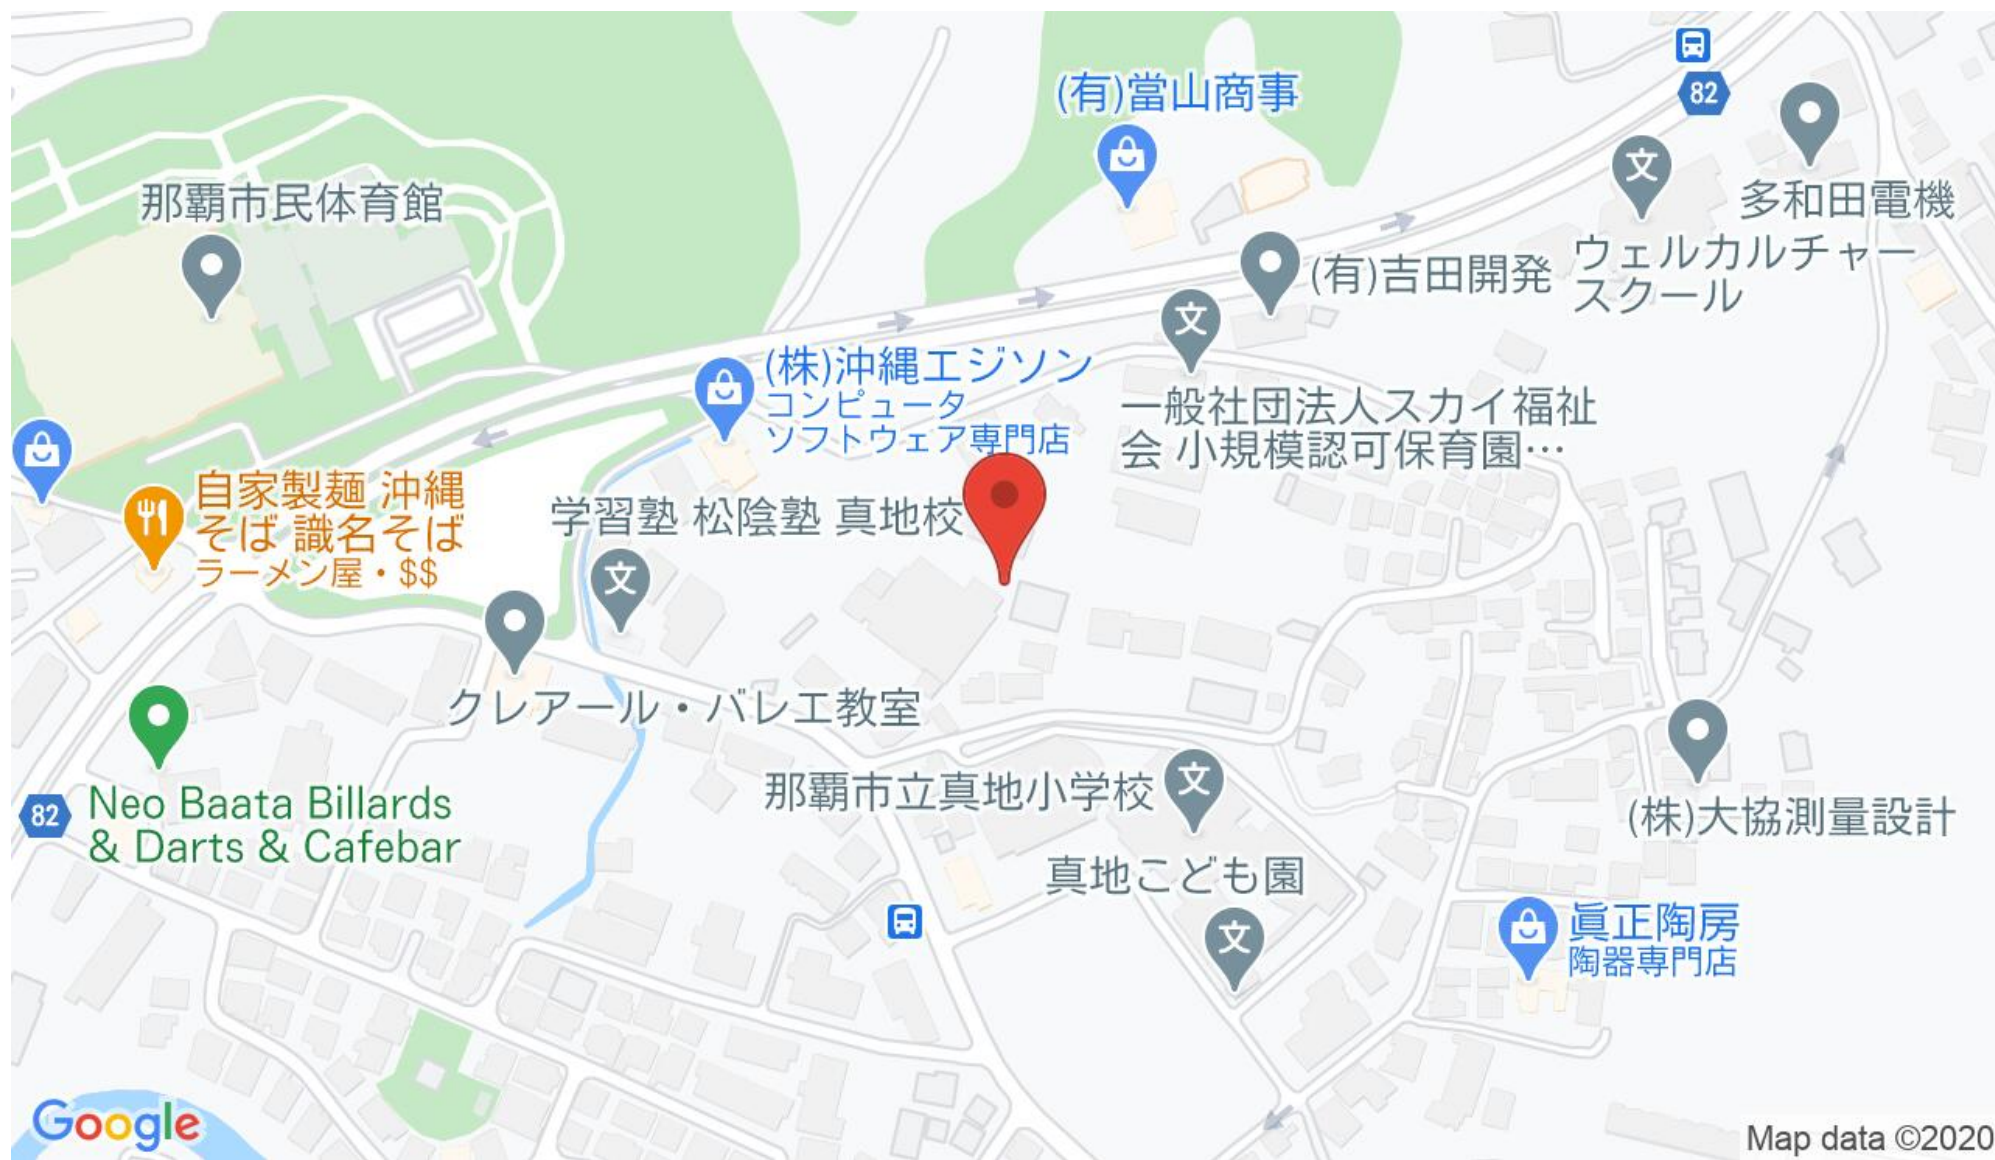 (有)當山商事
82
多和田電機
那覇市民体育館
ウェルカルチャー
スクール
(有)吉田開発
文
文
(株)沖縄エジソン
コンピュータ
ソフトウェア専門店
一般社団法人スカイ福祉
会 小規模認可保育園…
自家製麺 沖縄
そば 識名そば
ラーメン屋・$$
学習塾 松陰塾 真地校
文
クレアール・バレエ教室
那覇市立真地小学校
文
82
Neo Baata Billards
& Darts & Cafebar
(株)大協測量設計
真地こども園
文
眞正陶房
陶器専門店
Google
Map data ©2020